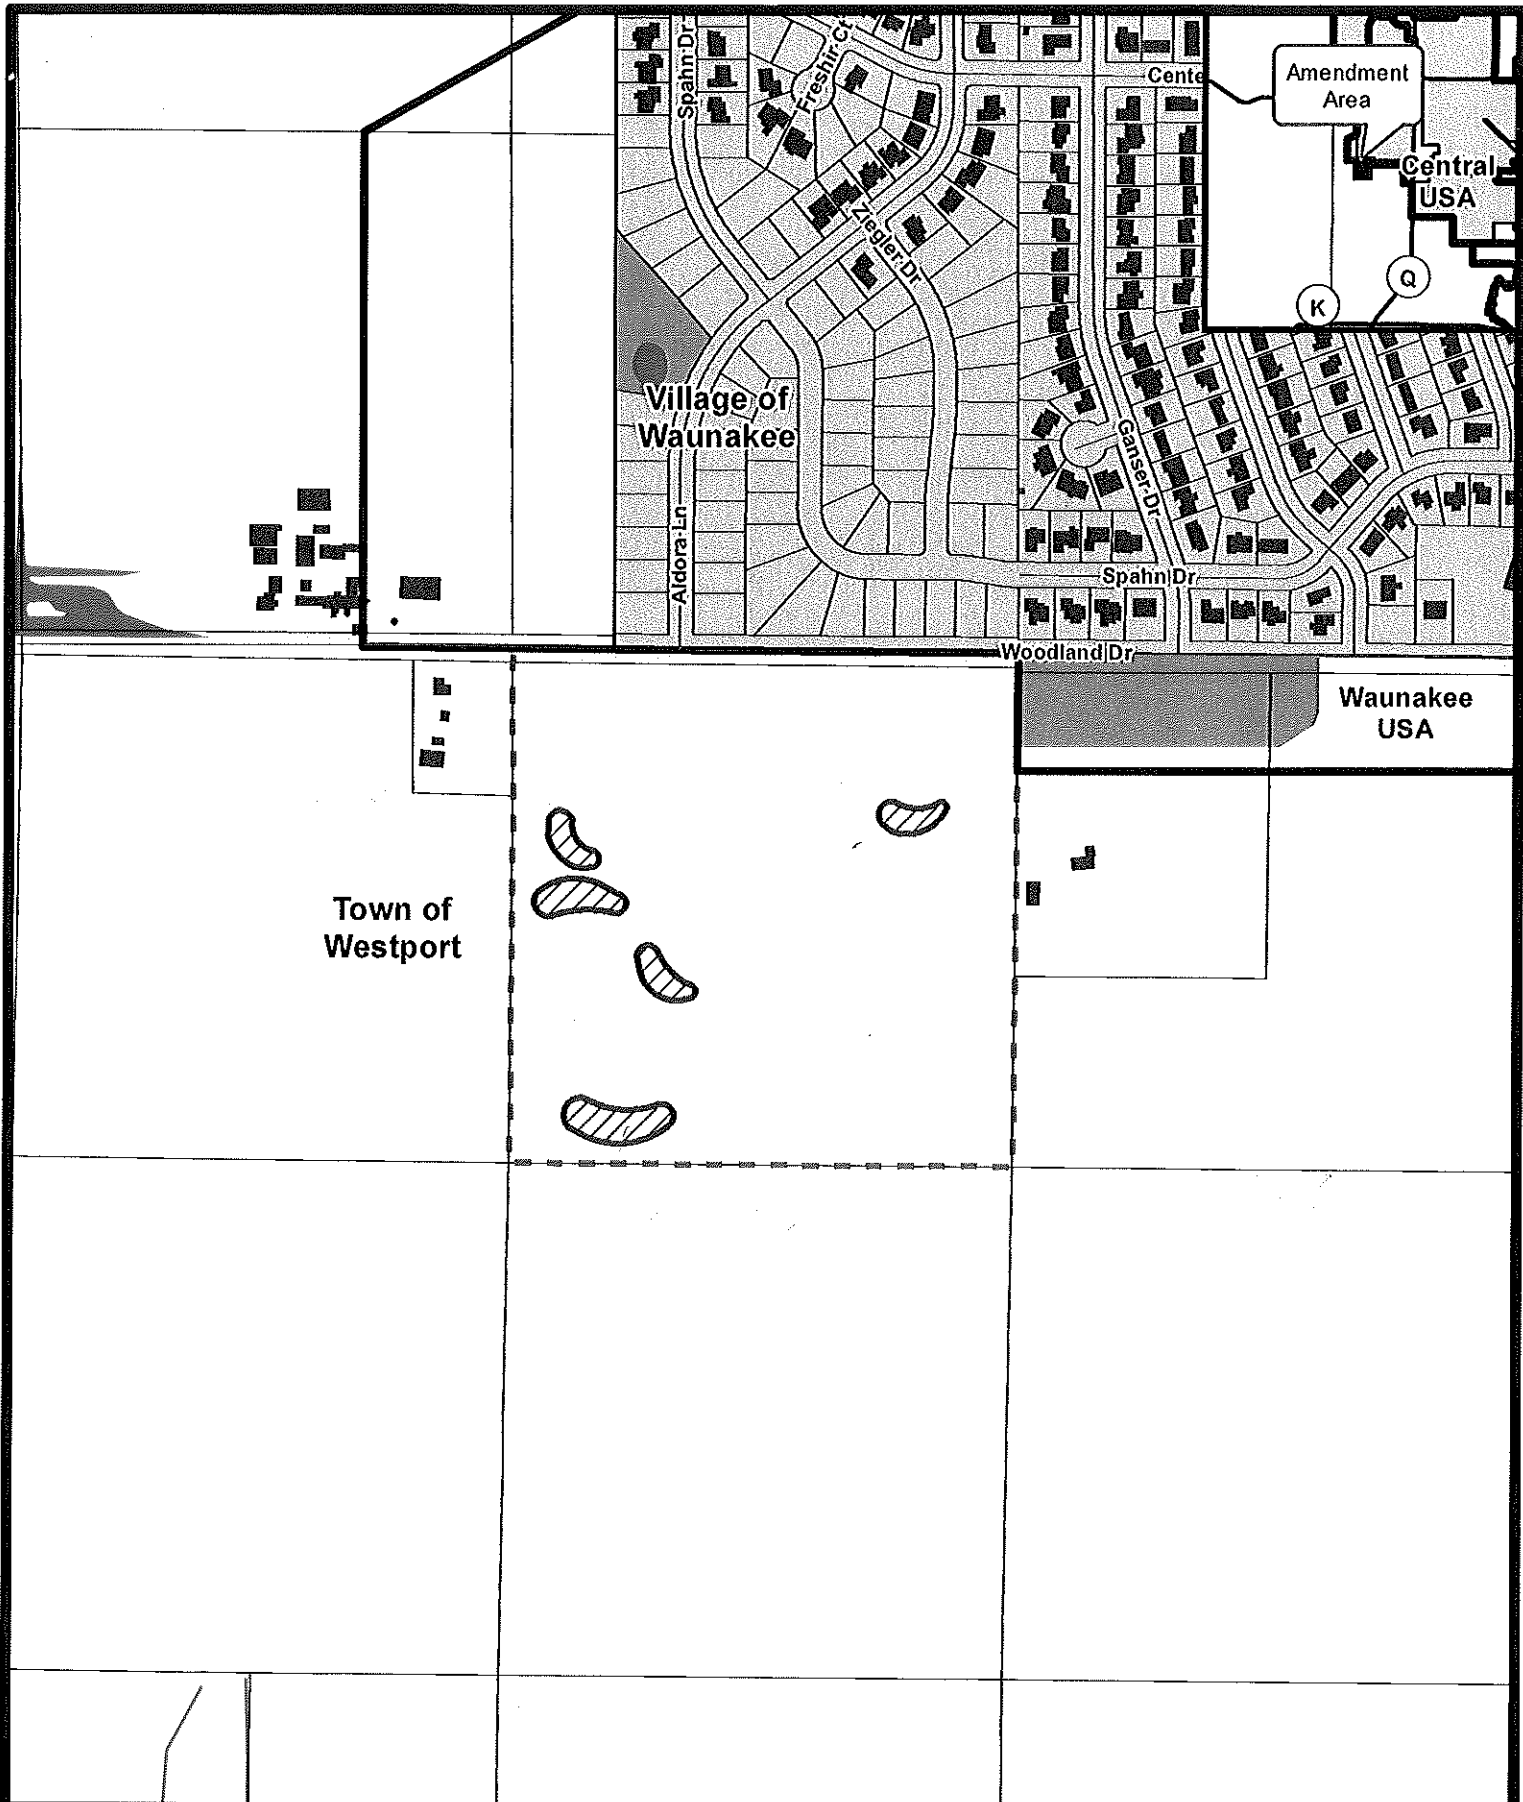 Spahn Dr
Freshir Ct
Cente
Amendment
Area
Central
USA
Ziegler Dr
Q
K
Village of
Waunakee
Ganser Dr
Aldora Ln
Spahn Dr
Woodland Dr
Waunakee
USA
Town of
Westport